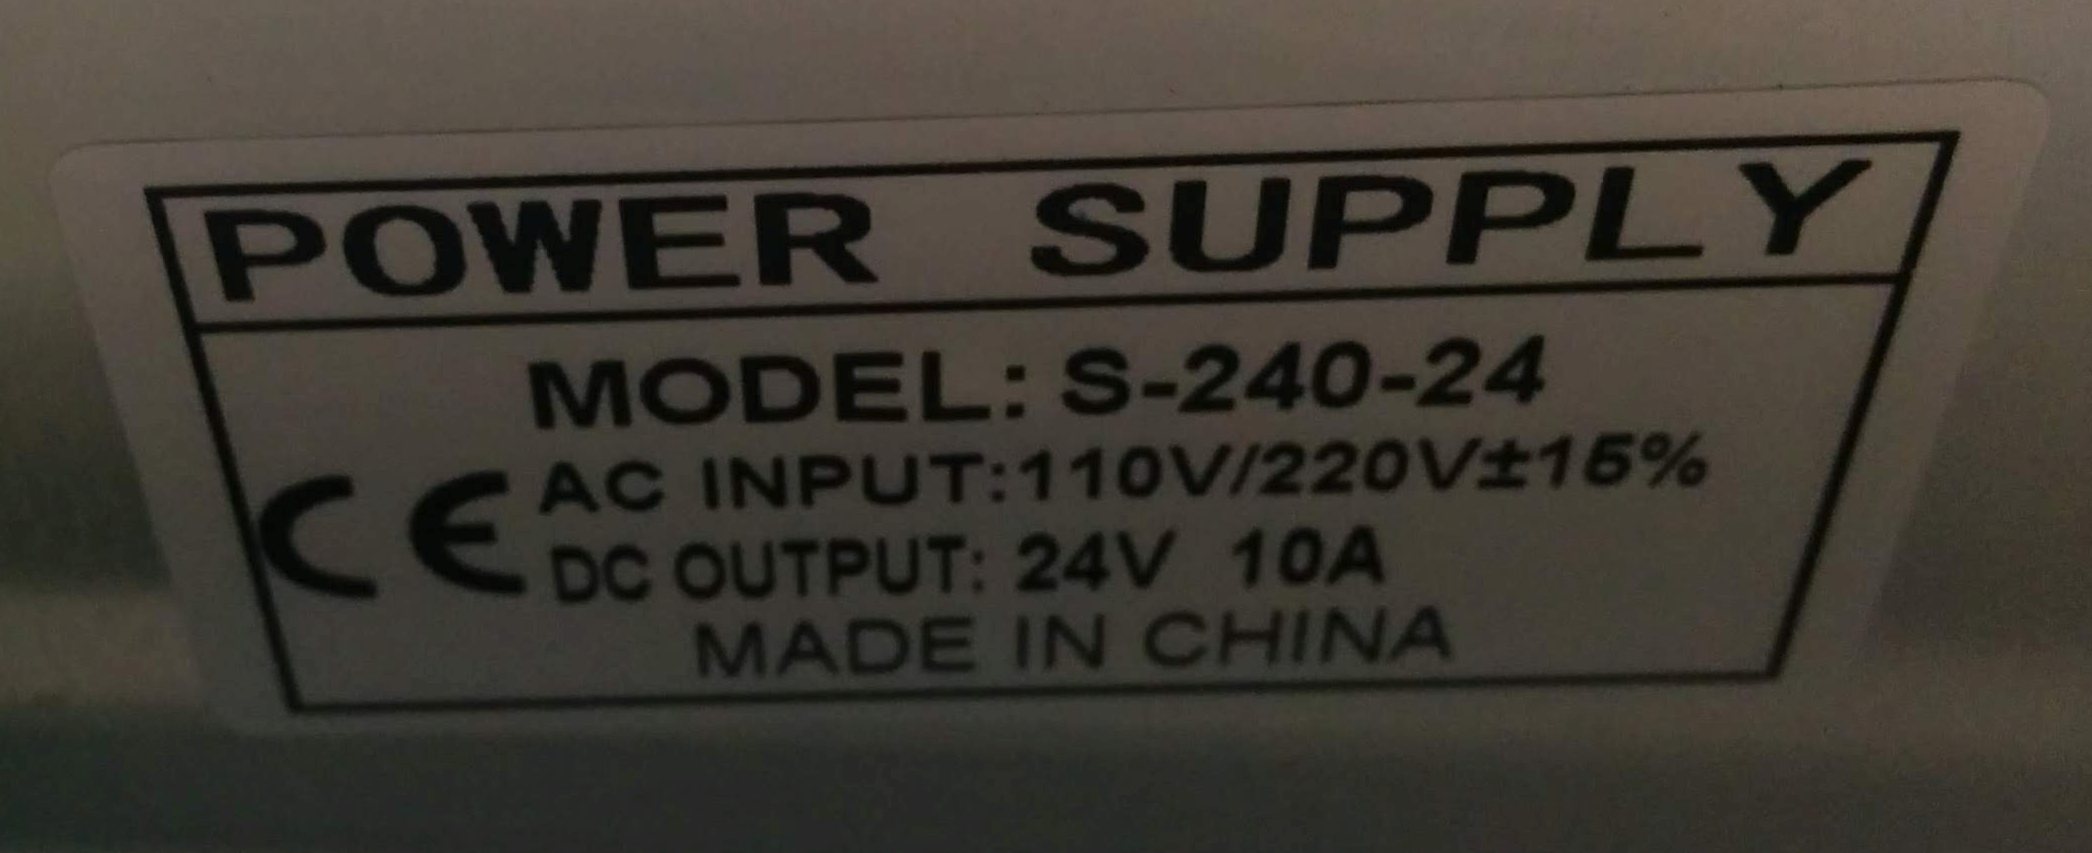 POWER SUPPLY
MODEL: S-240-24
CE AC INPUT:110V/220V±15%
DC OUTPUT: 24V 10A
MADE IN CHINA